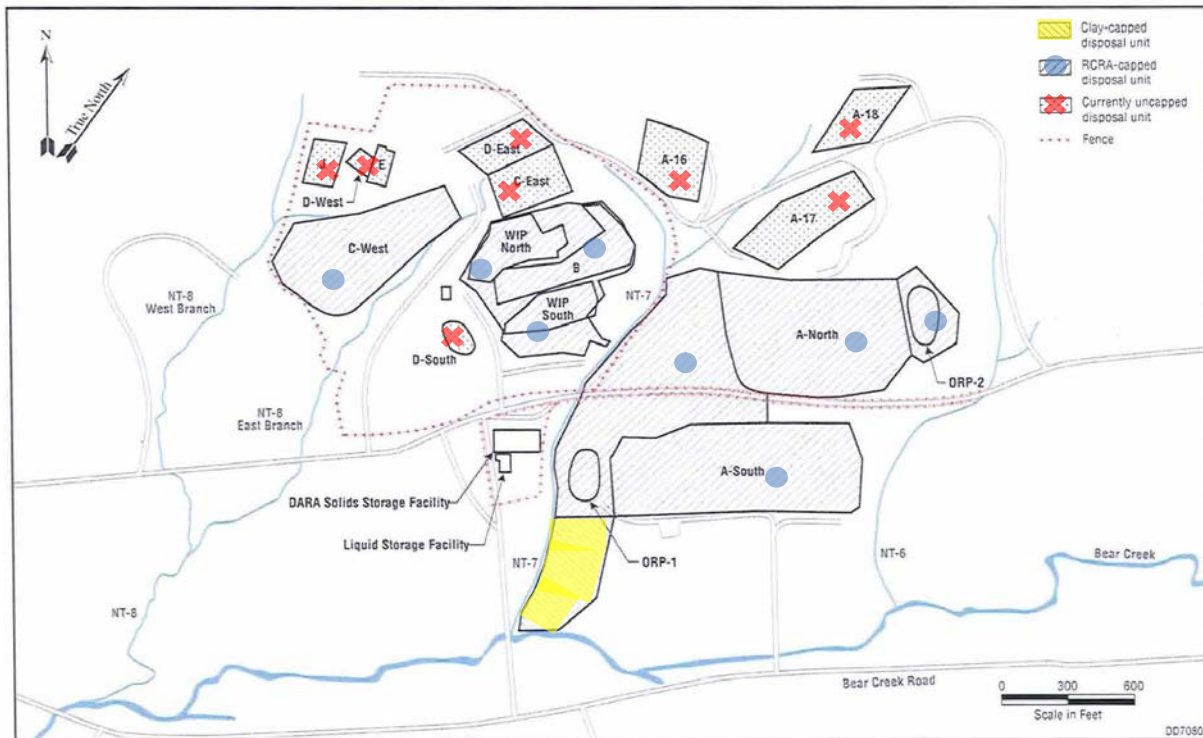 N
True North
Clay-capped
disposal unit
RCRA-capped
disposal unit
Currently uncapped
disposal unit
Fence
A-18
D-East
A-16
E
D-West
C-East
A-17
WIP
North
C-West
B
NT-7
NT-8
West Branch
WIP
South
A-North
D-South
ORP-2
NT-8
East Branch
A-South
DARA Solids Storage Facility
Liquid Storage Facility
ORP-1
NT-7
NT-6
Bear Creek
NT-8
Bear Creek Road
0 300 600
Scale in Feet
DD7080